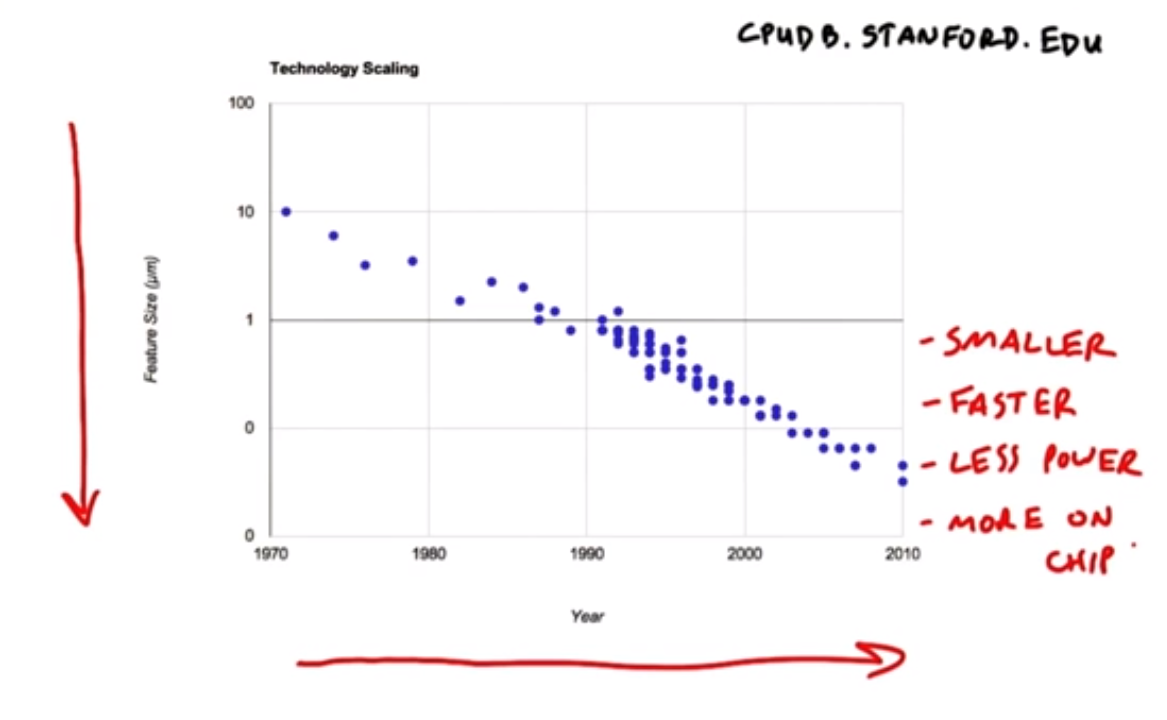 CPUDB.STANFORD.EDU
Technology Scaling
100
10
1
0
0
Feature Size (µm)
1970 1980 1990 2000 2010
Year
- SMALLER
- FASTER
- LESS POWER
- MORE ON
CHIP